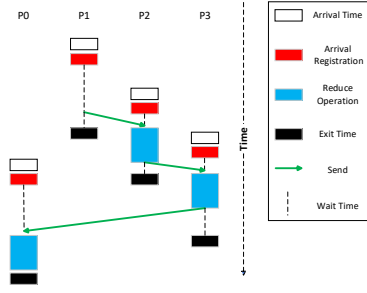 P0 P1 P2 P3
Time
Arrival Time
Arrival
Registration
Reduce
Operation
Exit Time
Send
Wait Time